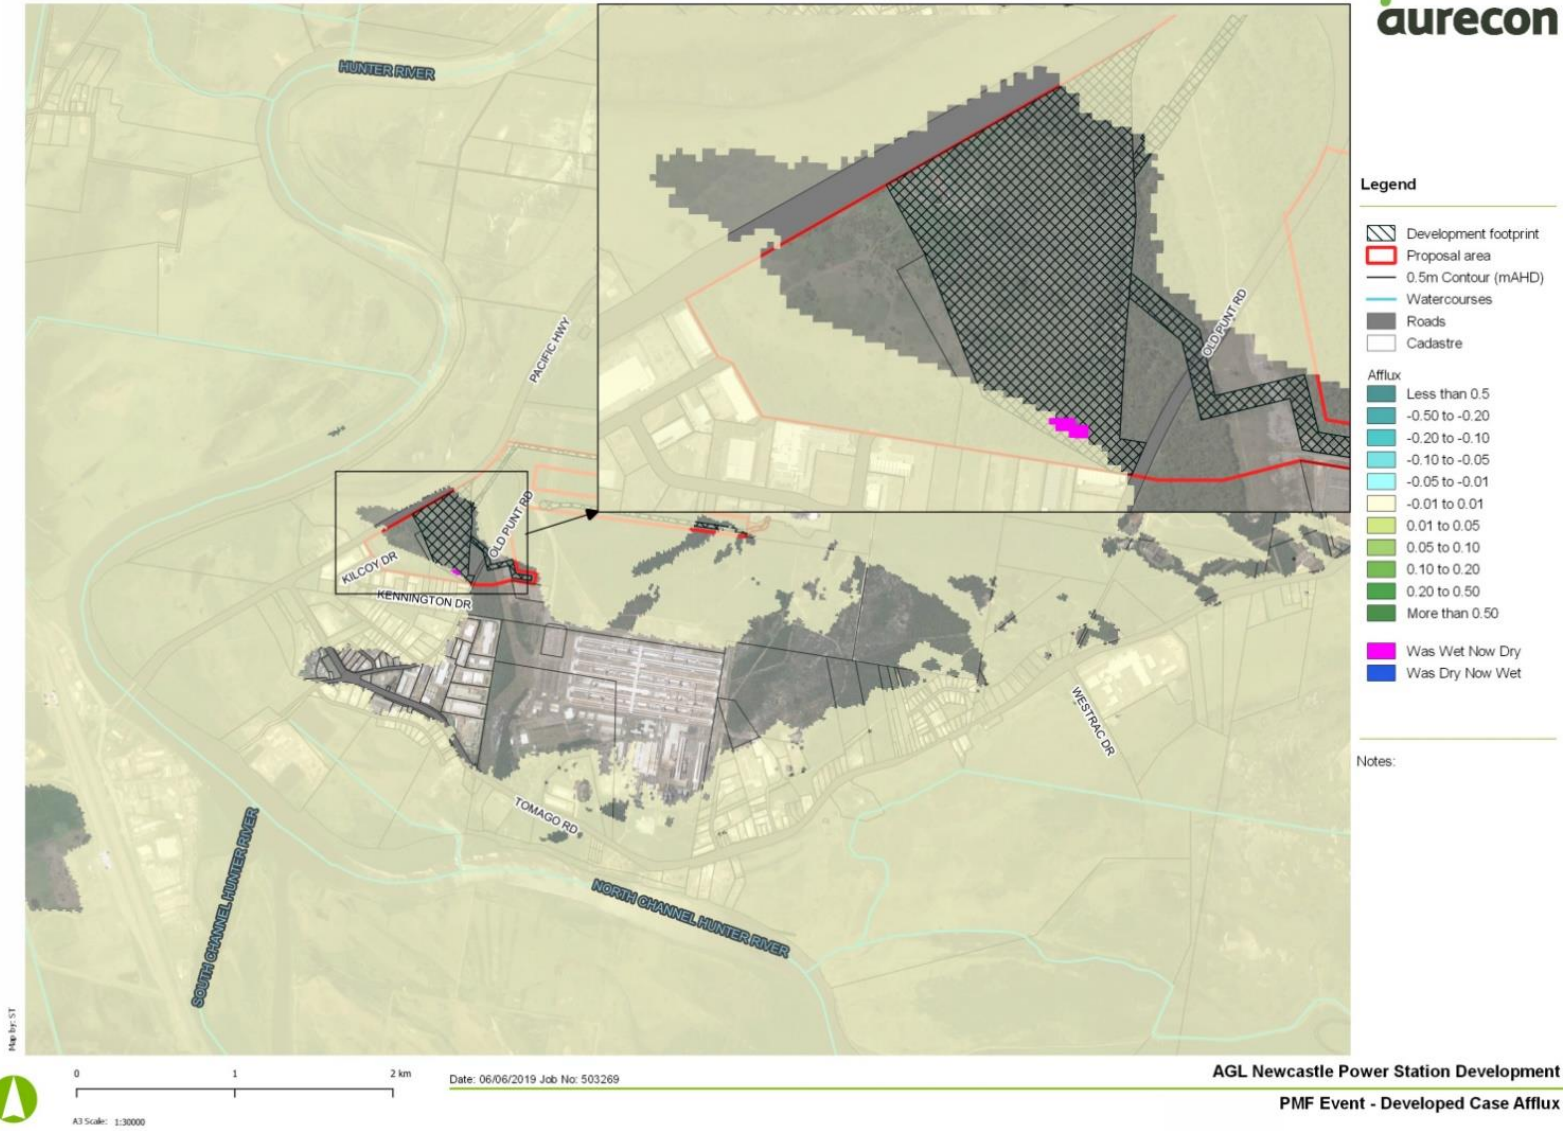 aurecon
HUNTER RIVER
PACIFIC HWY
OLD PUNT RD
OLD PUNT RD
KILCOY DR
KENNINGTON DR
WESTRAC DR
TOMAGO RD
SOUTH CHANNEL HUNTER RIVER
NORTH CHANNEL HUNTER RIVER
Legend
Development footprint
Proposal area
0.5m Contour (mAHD)
Watercourses
Roads
Cadastre
Afflux
Less than 0.5
-0.50 to -0.20
-0.20 to -0.10
-0.10 to -0.05
-0.05 to -0.01
-0.01 to 0.01
0.01 to 0.05
0.05 to 0.10
0.10 to 0.20
0.20 to 0.50
More than 0.50
Was Wet Now Dry
Was Dry Now Wet
Notes:
Map by: ST
0 1 2 km
A3 Scale: 1:30000
Date: 06/06/2019 Job No: 503269
AGL Newcastle Power Station Development
PMF Event - Developed Case Afflux